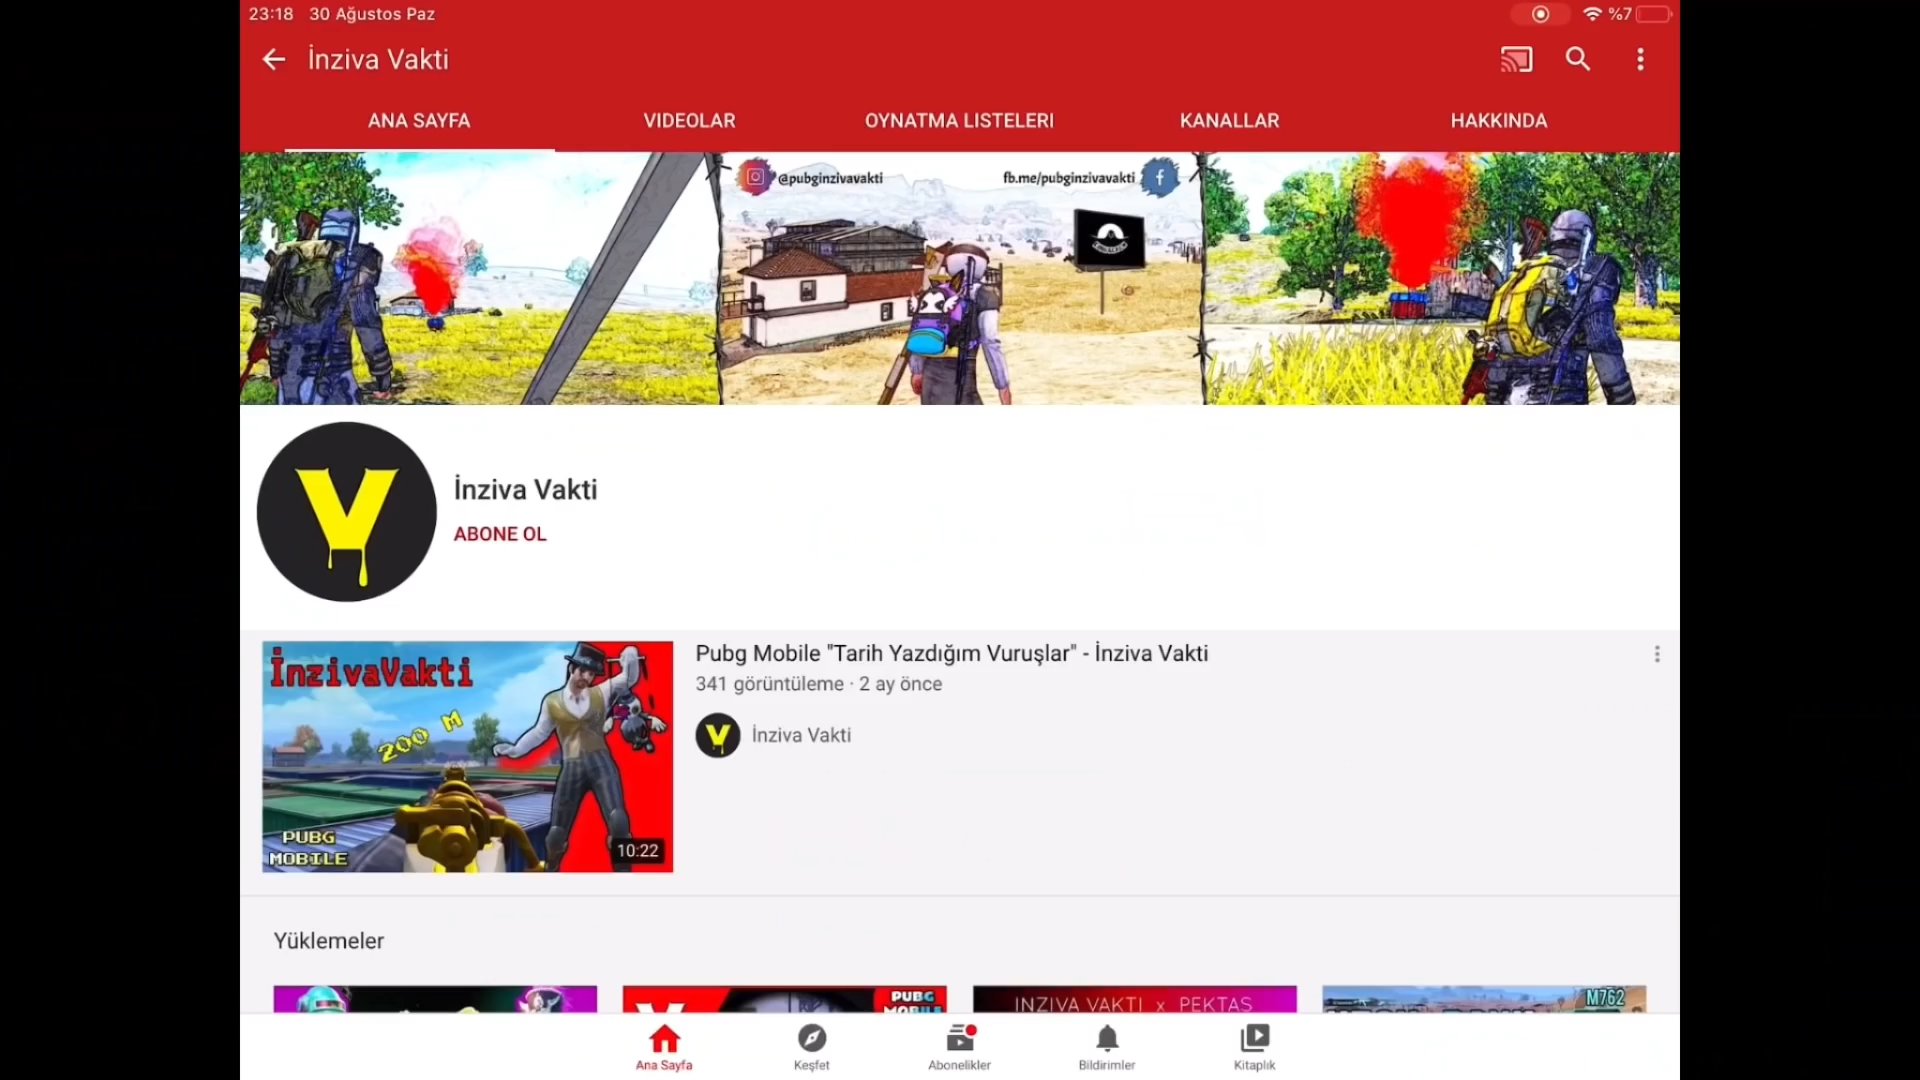 23:18 30 Ağustos Paz %7
İnziva Vakti
ANA SAYFA VIDEOLAR OYNATMA LISTELERI KANALLAR HAKKINDA
@pubginzivavakti fb.me/pubginzivavakti
İnziva Vakti
ABONE OL
İnzivaVakti
200 M
PUBG
MOBILE
10:22
Pubg Mobile "Tarih Yazdığım Vuruşlar" - İnziva Vakti
341 görüntüleme · 2 ay önce
İnziva Vakti
Yüklemeler
PUBG
MOBILE
INZIVA VAKTI x PEKTAS
M762
Ana Sayfa Keşfet Abonelikler Bildirimler Kitaplık